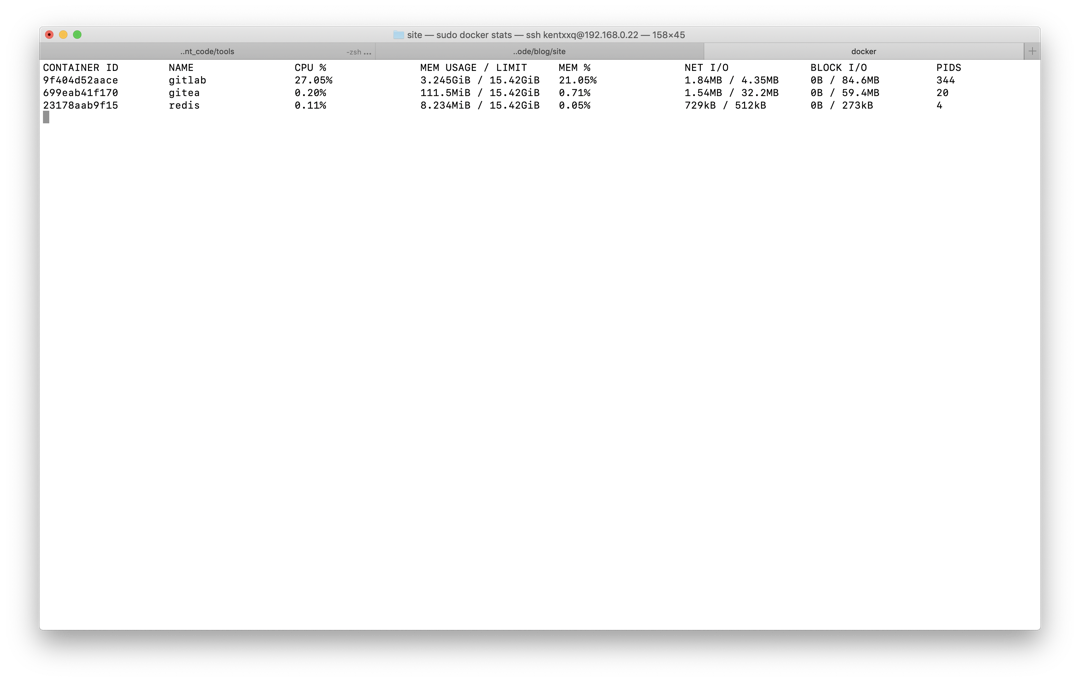 site — sudo docker stats — ssh kentxxq@192.168.0.22 — 158×45
..nt_code/tools -zsh ... ..ode/blog/site docker +
CONTAINER ID NAME CPU % MEM USAGE / LIMIT MEM % NET I/O BLOCK I/O PIDS
9f404d52aace gitlab 27.05% 3.245GiB / 15.42GiB 21.05% 1.84MB / 4.35MB 0B / 84.6MB 344
699eab41f170 gitea 0.20% 111.5MiB / 15.42GiB 0.71% 1.54MB / 32.2MB 0B / 59.4MB 20
23178aab9f15 redis 0.11% 8.234MiB / 15.42GiB 0.05% 729kB / 512kB 0B / 273kB 4